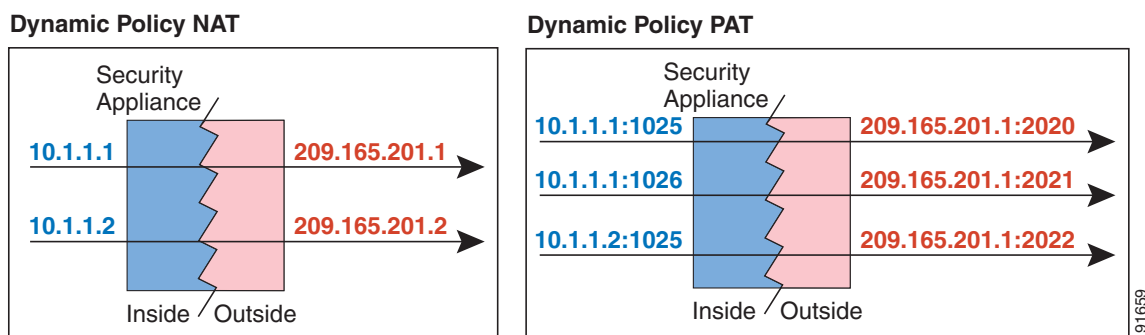 Dynamic Policy NAT
Security
Appliance
10.1.1.1
209.165.201.1
10.1.1.2
209.165.201.2
Inside
Outside
Dynamic Policy PAT
Security
Appliance
10.1.1.1:1025
209.165.201.1:2020
10.1.1.1:1026
209.165.201.1:2021
10.1.1.2:1025
209.165.201.1:2022
Inside
Outside
91659